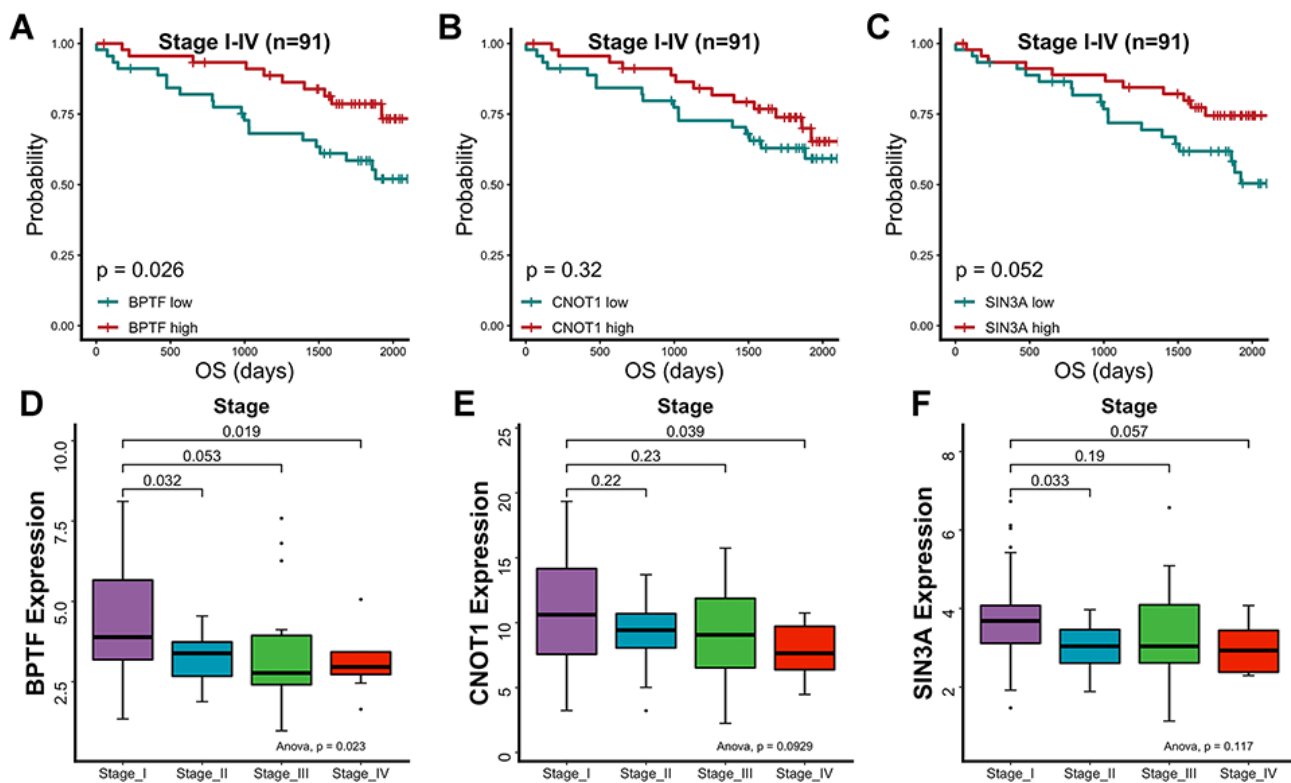 A
Stage I-IV (n=91)
Probability
1.00
0.75
0.50
0.25
0.00
p = 0.026
BPTF low
BPTF high
0 500 1000 1500 2000
OS (days)
B
Stage I-IV (n=91)
Probability
1.00
0.75
0.50
0.25
0.00
p = 0.32
CNOT1 low
CNOT1 high
0 500 1000 1500 2000
OS (days)
C
Stage I-IV (n=91)
Probability
1.00
0.75
0.50
0.25
0.00
p = 0.052
SIN3A low
SIN3A high
0 500 1000 1500 2000
OS (days)
D
Stage
BPTF Expression
10.0
7.5
5.0
2.5
0.019
0.053
0.032
Anova, p = 0.023
Stage_I Stage_II Stage_III Stage_IV
E
Stage
CNOT1 Expression
25
20
15
10
5
0
0.039
0.23
0.22
Anova, p = 0.0929
Stage_I Stage_II Stage_III Stage_IV
F
Stage
SIN3A Expression
8
6
4
2
0.057
0.19
0.033
Anova, p = 0.117
Stage_I Stage_II Stage_III Stage_IV